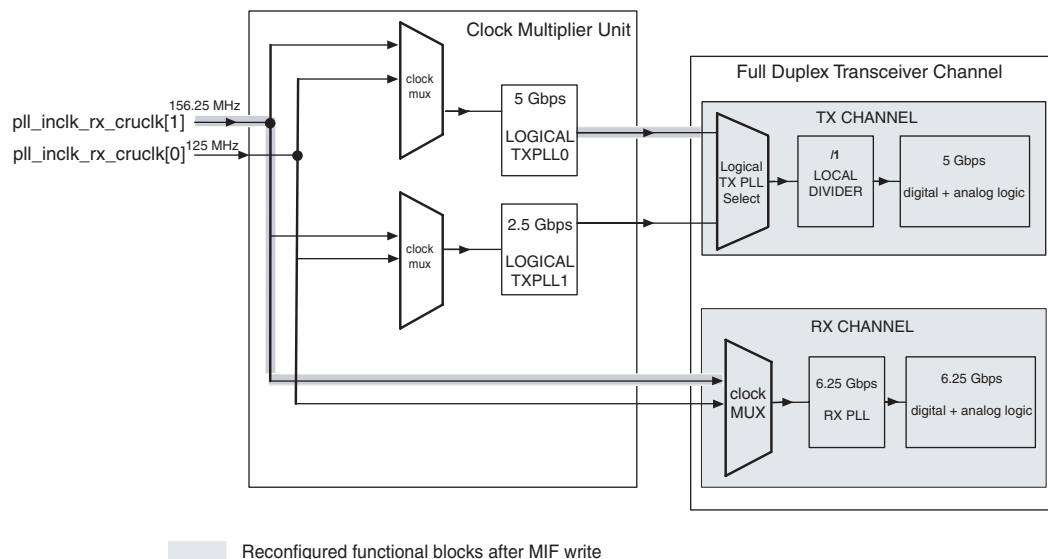 Clock Multiplier Unit
pll_inclk_rx_cruclk[1]
156.25 MHz
pll_inclk_rx_cruclk[0]
125 MHz
clock
mux
5 Gbps
LOGICAL
TXPLL0
clock
mux
2.5 Gbps
LOGICAL
TXPLL1
Full Duplex Transceiver Channel
TX CHANNEL
Logical
TX PLL
Select
/1
LOCAL
DIVIDER
5 Gbps
digital + analog logic
RX CHANNEL
clock
MUX
6.25 Gbps
RX PLL
6.25 Gbps
digital + analog logic
Reconfigured functional blocks after MIF write